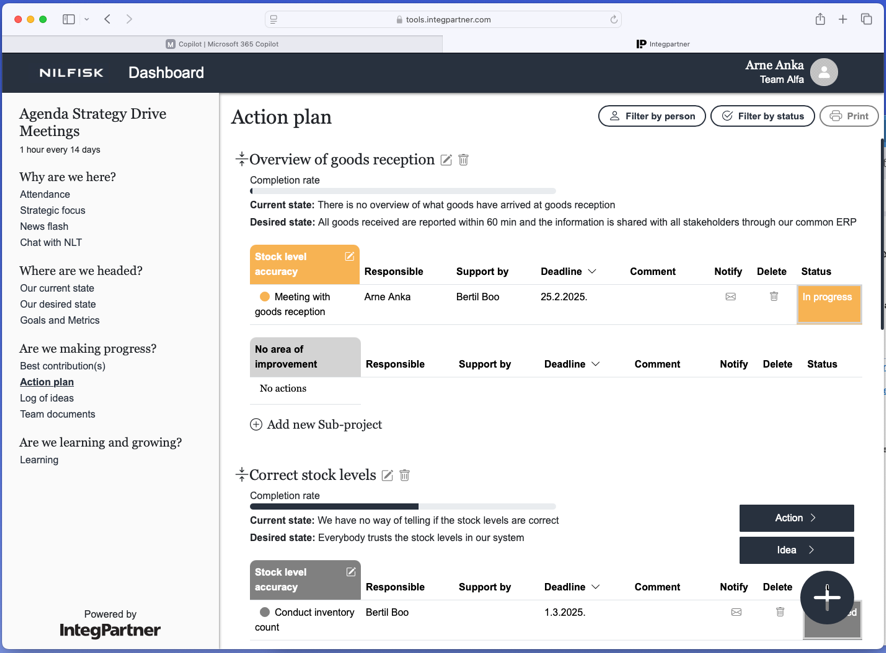 tools.integpartner.com
M Copilot | Microsoft 365 Copilot
IP Integpartner
NILFISK Dashboard
Arne Anka
Team Alfa
Agenda Strategy Drive
Meetings
1 hour every 14 days
Why are we here?
Attendance
Strategic focus
News flash
Chat with NLT
Where are we headed?
Our current state
Our desired state
Goals and Metrics
Are we making progress?
Best contribution(s)
Action plan
Log of ideas
Team documents
Are we learning and growing?
Learning
Powered by
IntegPartner
Action plan
Filter by person
Filter by status
Print
Overview of goods reception
Completion rate
Current state: There is no overview of what goods have arrived at goods reception
Desired state: All goods received are reported within 60 min and the information is shared with all stakeholders through our common ERP
Stock level
accuracy
Responsible Support by Deadline Comment Notify Delete Status
Meeting with
goods reception
Arne Anka Bertil Boo 25.2.2025. In progress
No area of
improvement
Responsible Support by Deadline Comment Notify Delete Status
No actions
Add new Sub-project
Correct stock levels
Completion rate
Current state: We have no way of telling if the stock levels are correct
Desired state: Everybody trusts the stock levels in our system
Action
Idea
Stock level
accuracy
Responsible Support by Deadline Comment Notify Delete
Conduct inventory
count
Bertil Boo 1.3.2025.